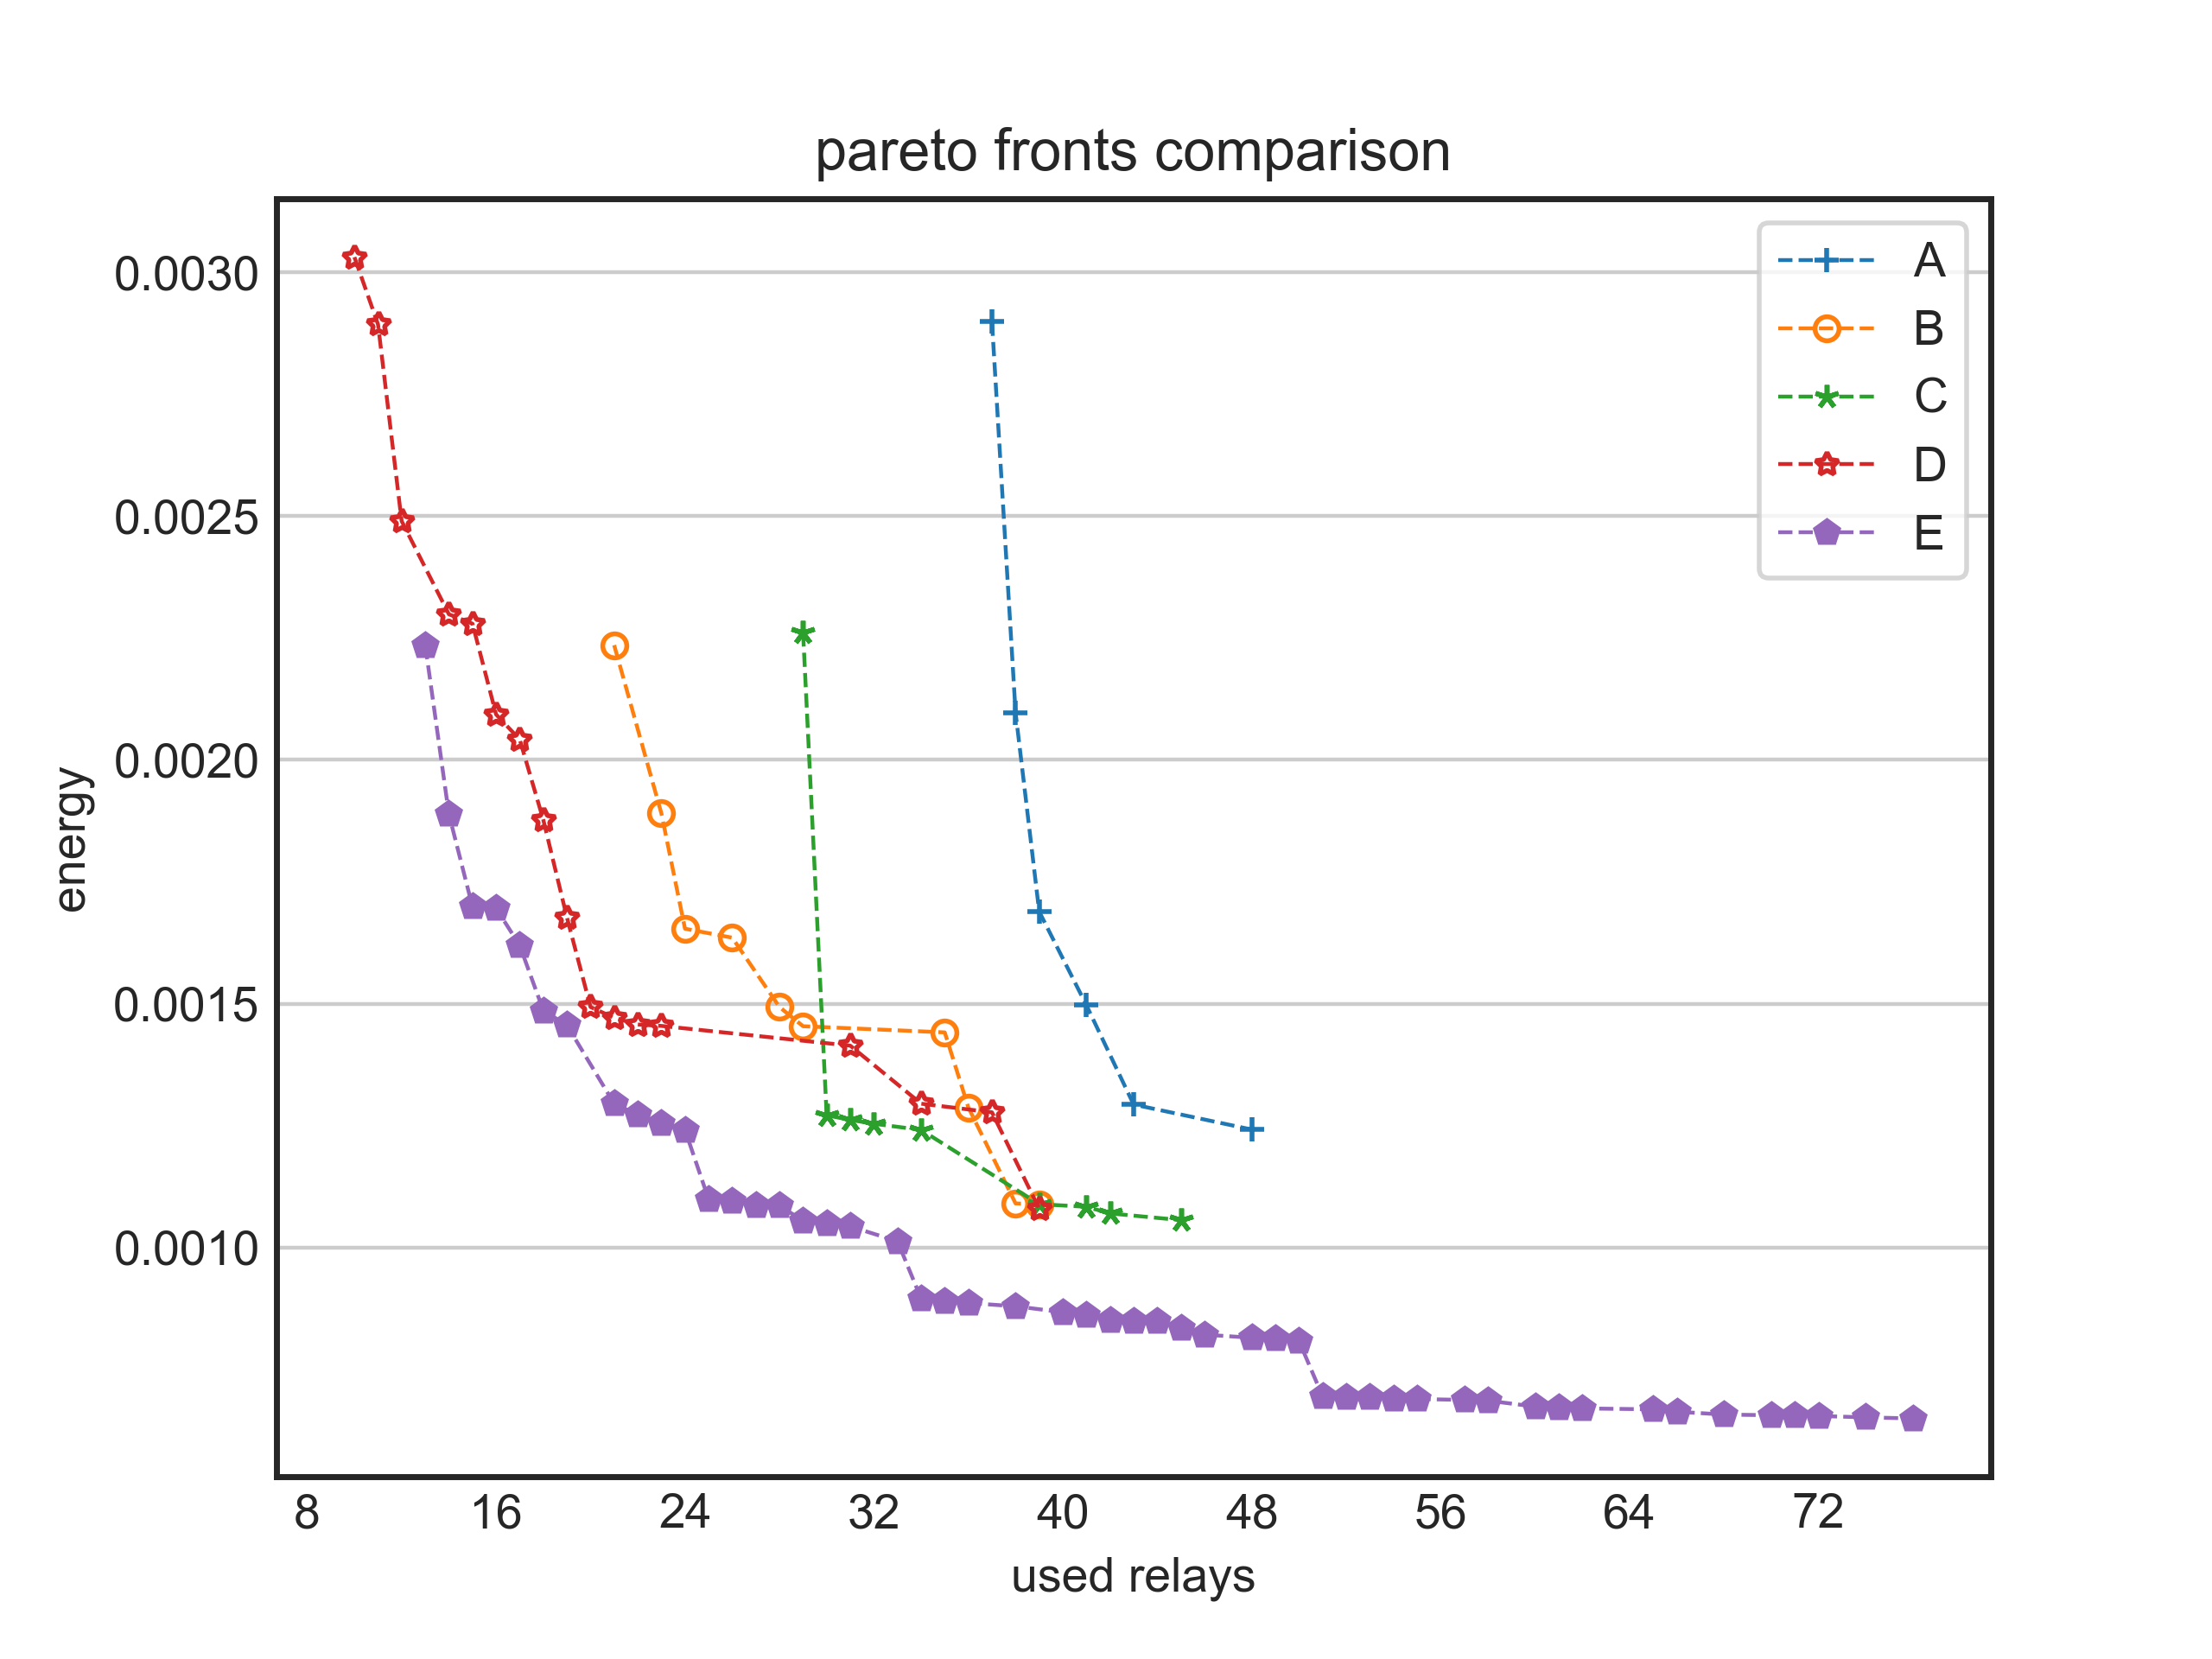 pareto fronts comparison
0.0030
0.0025
0.0020
0.0015
0.0010
energy
8 16 24 32 40 48 56 64 72
used relays
A
B
C
D
E